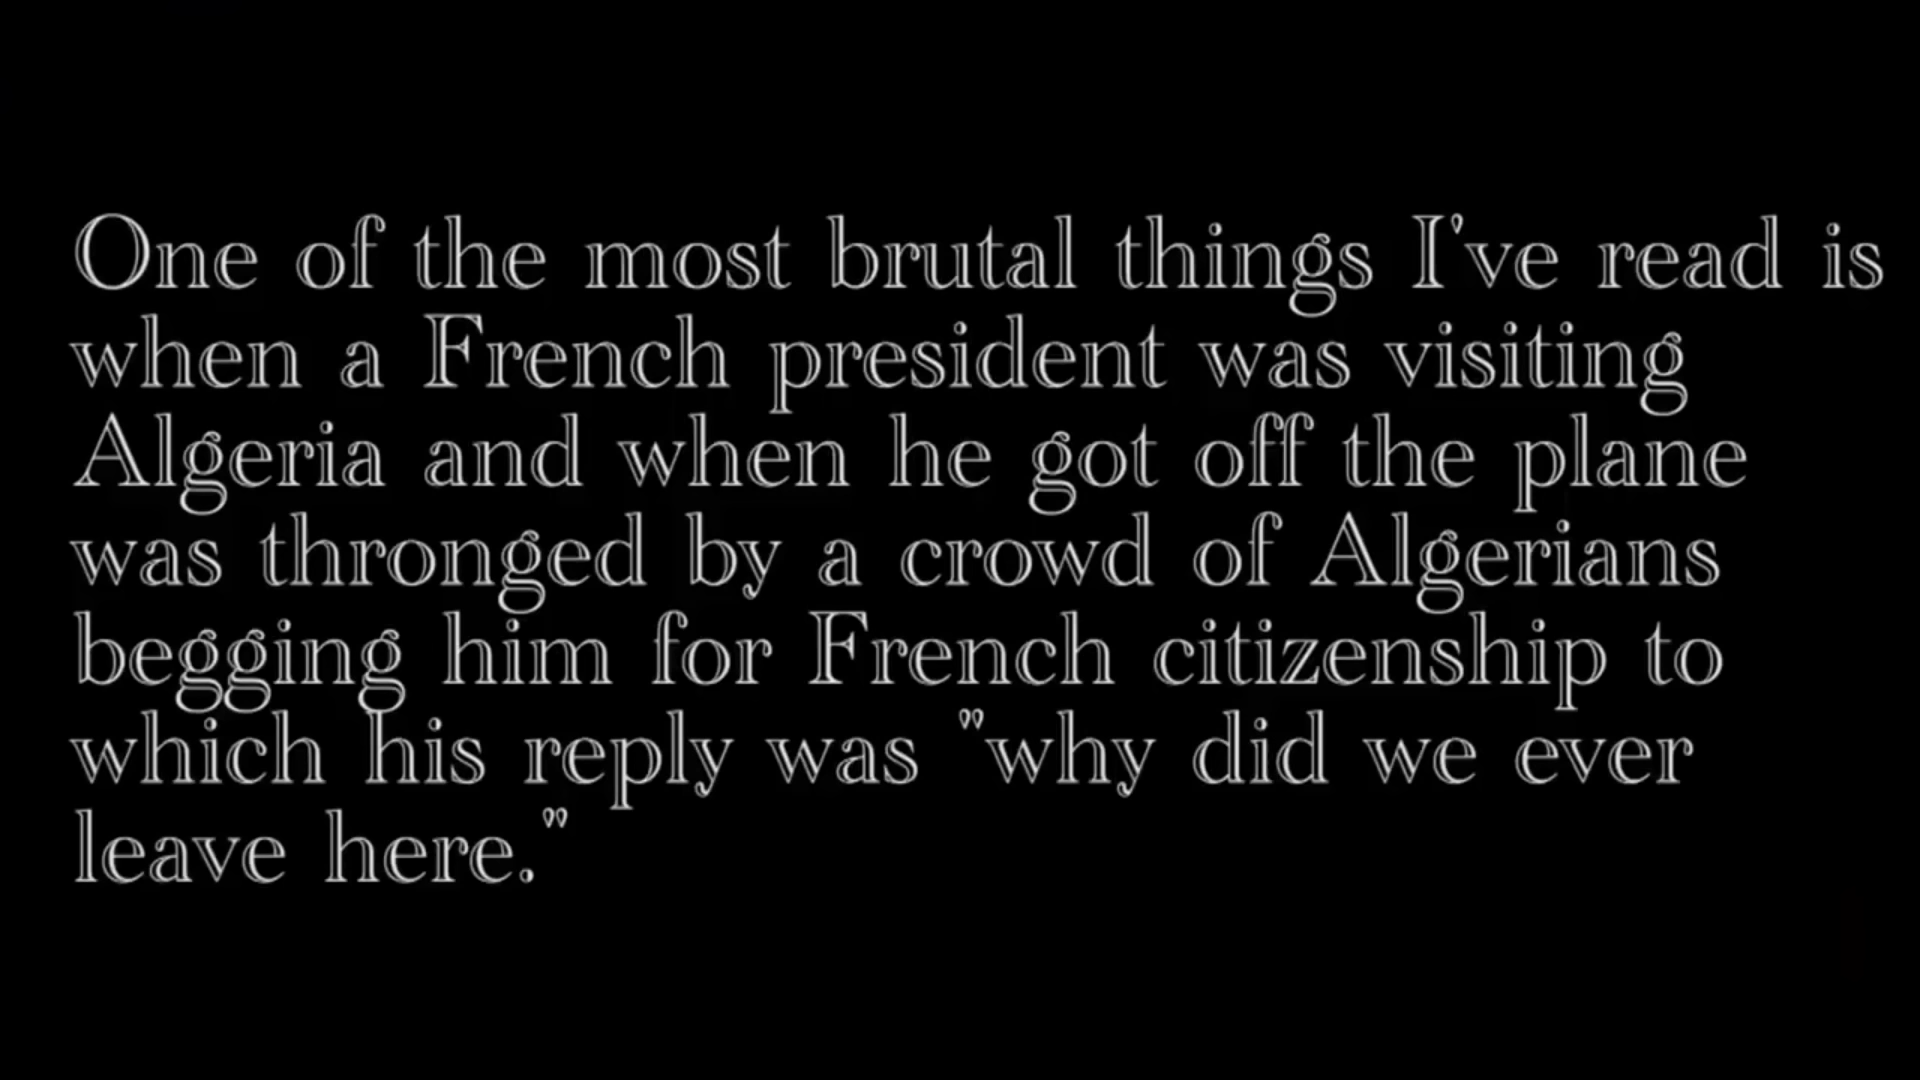 One of the most brutal things I've read is
when a French president was visiting
Algeria and when he got off the plane
was thronged by a crowd of Algerians
begging him for French citizenship to
which his reply was "why did we ever
leave here."